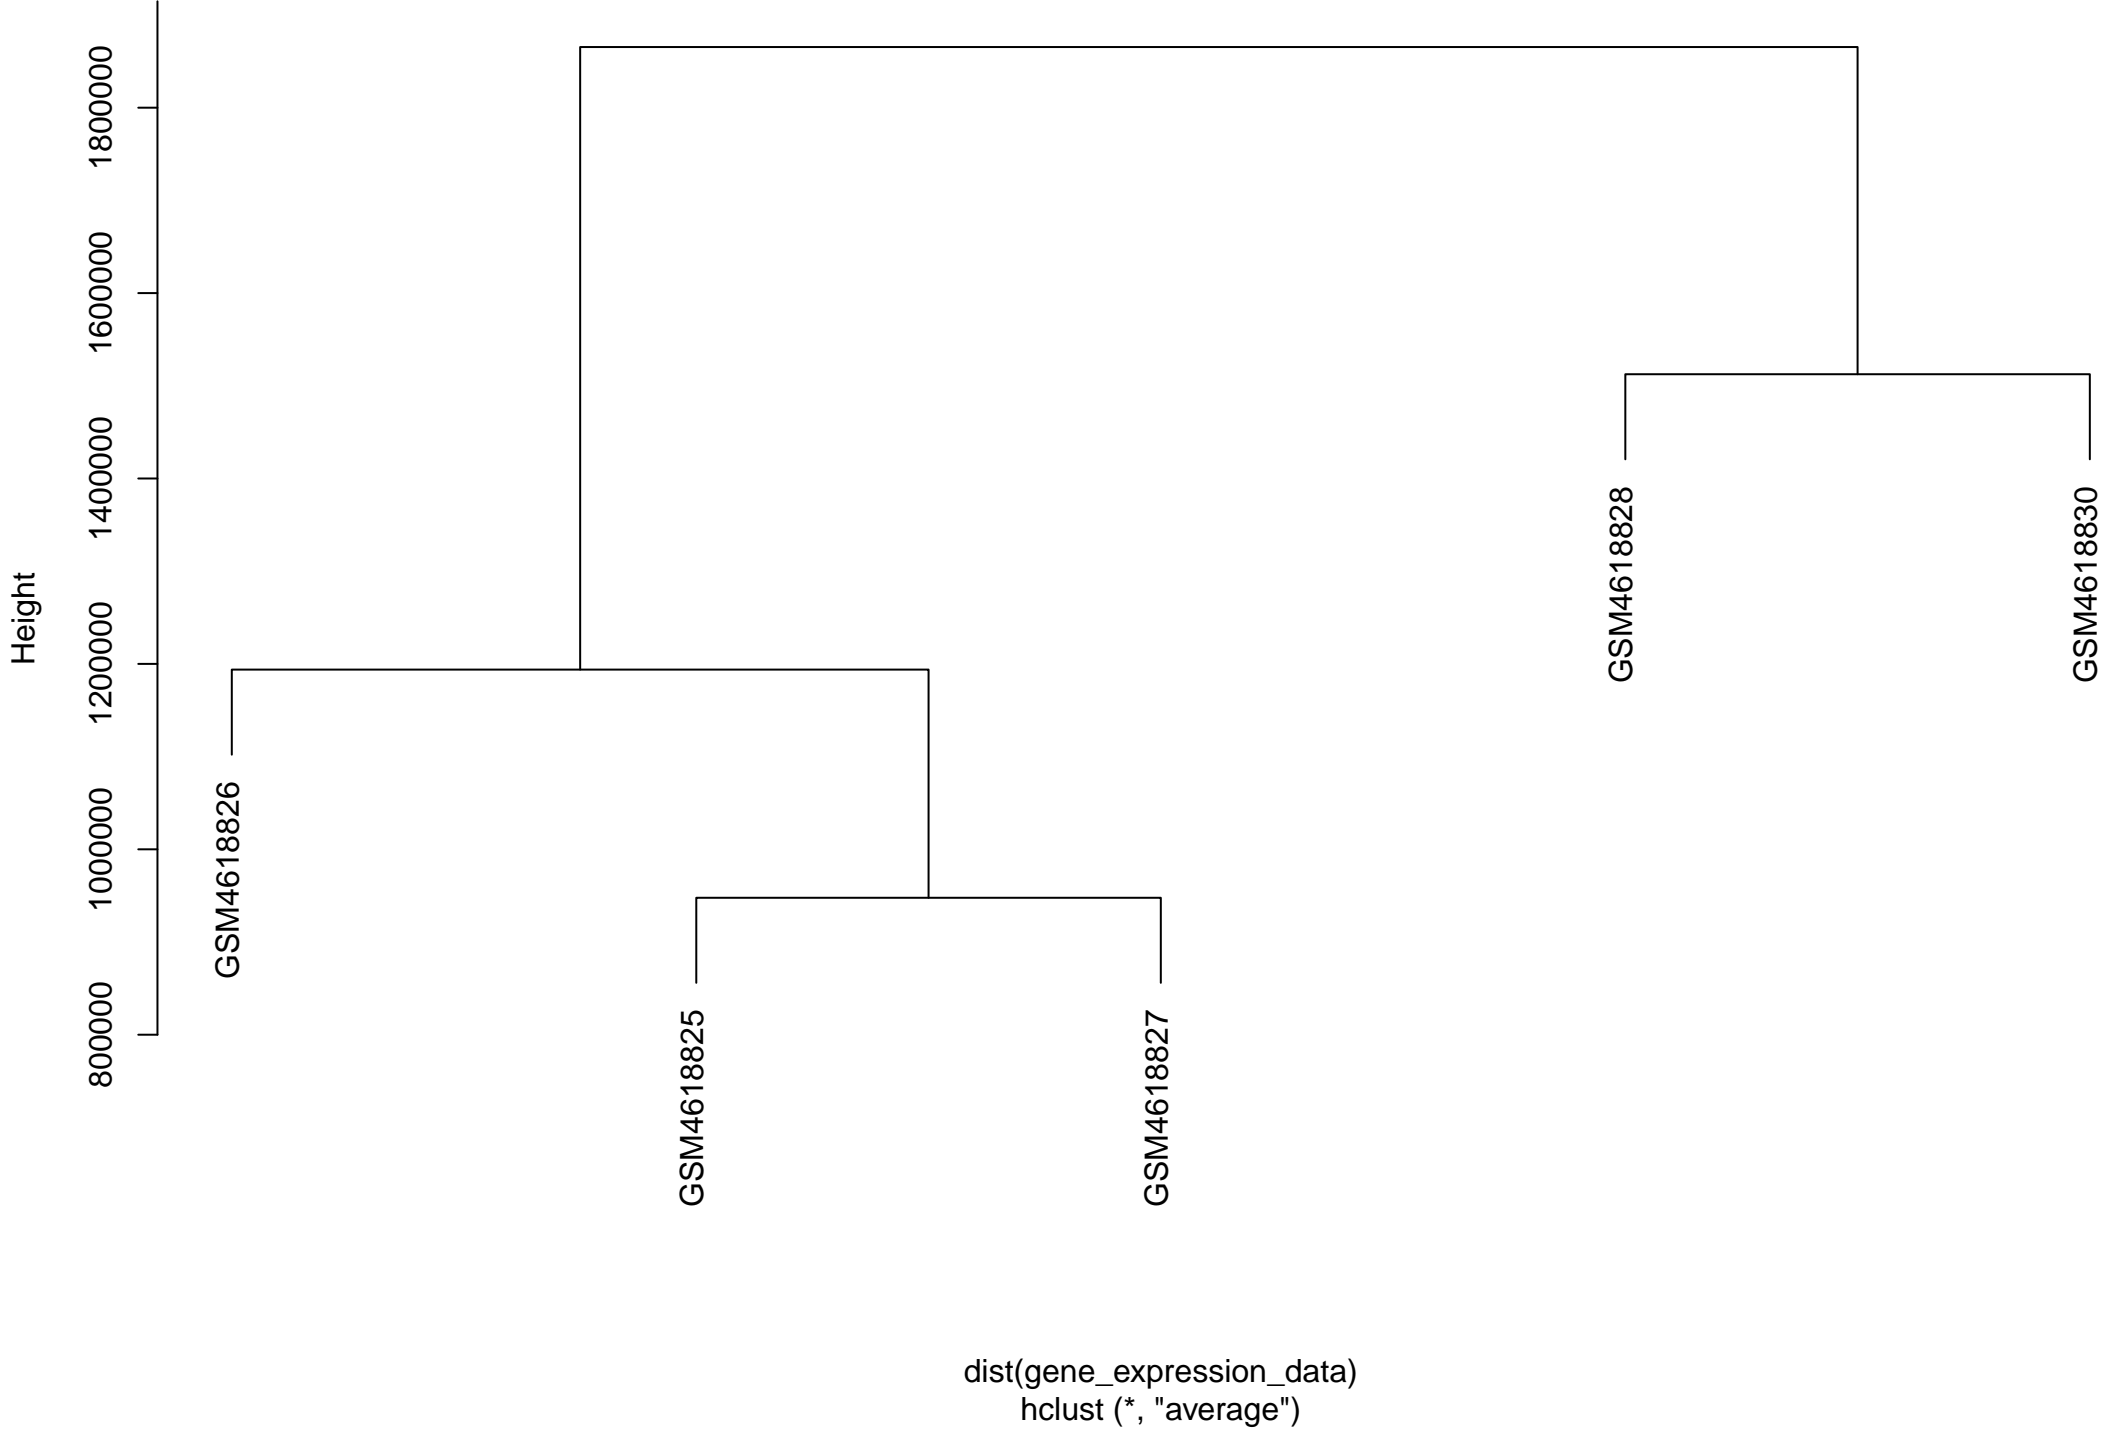 Height
1800000
1600000
1400000
1200000
1000000
800000
GSM4618826
GSM4618825
GSM4618827
GSM4618828
GSM4618830
dist(gene_expression_data)
hclust (*, "average")